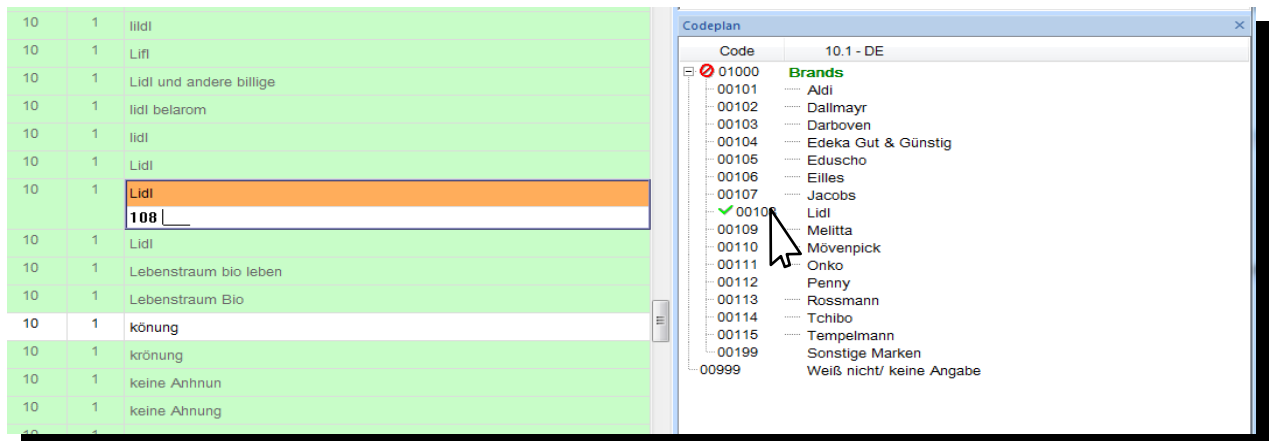 10 1 lildl
10 1 Lifl
10 1 Lidl und andere billige
10 1 lidl belarom
10 1 lidl
10 1 Lidl
10 1 Lidl
108
10 1 Lidl
10 1 Lebenstraum bio leben
10 1 Lebenstraum Bio
10 1 könung
10 1 krönung
10 1 keine Anhnun
10 1 keine Ahnung
Codeplan
Code 10.1 - DE
01000 Brands
00101 Aldi
00102 Dallmayr
00103 Darboven
00104 Edeka Gut & Günstig
00105 Eduscho
00106 Eilles
00107 Jacobs
00108 Lidl
00109 Melitta
00110 Mövenpick
00111 Onko
00112 Penny
00113 Rossmann
00114 Tchibo
00115 Tempelmann
00199 Sonstige Marken
00999 Weiß nicht/ keine Angabe